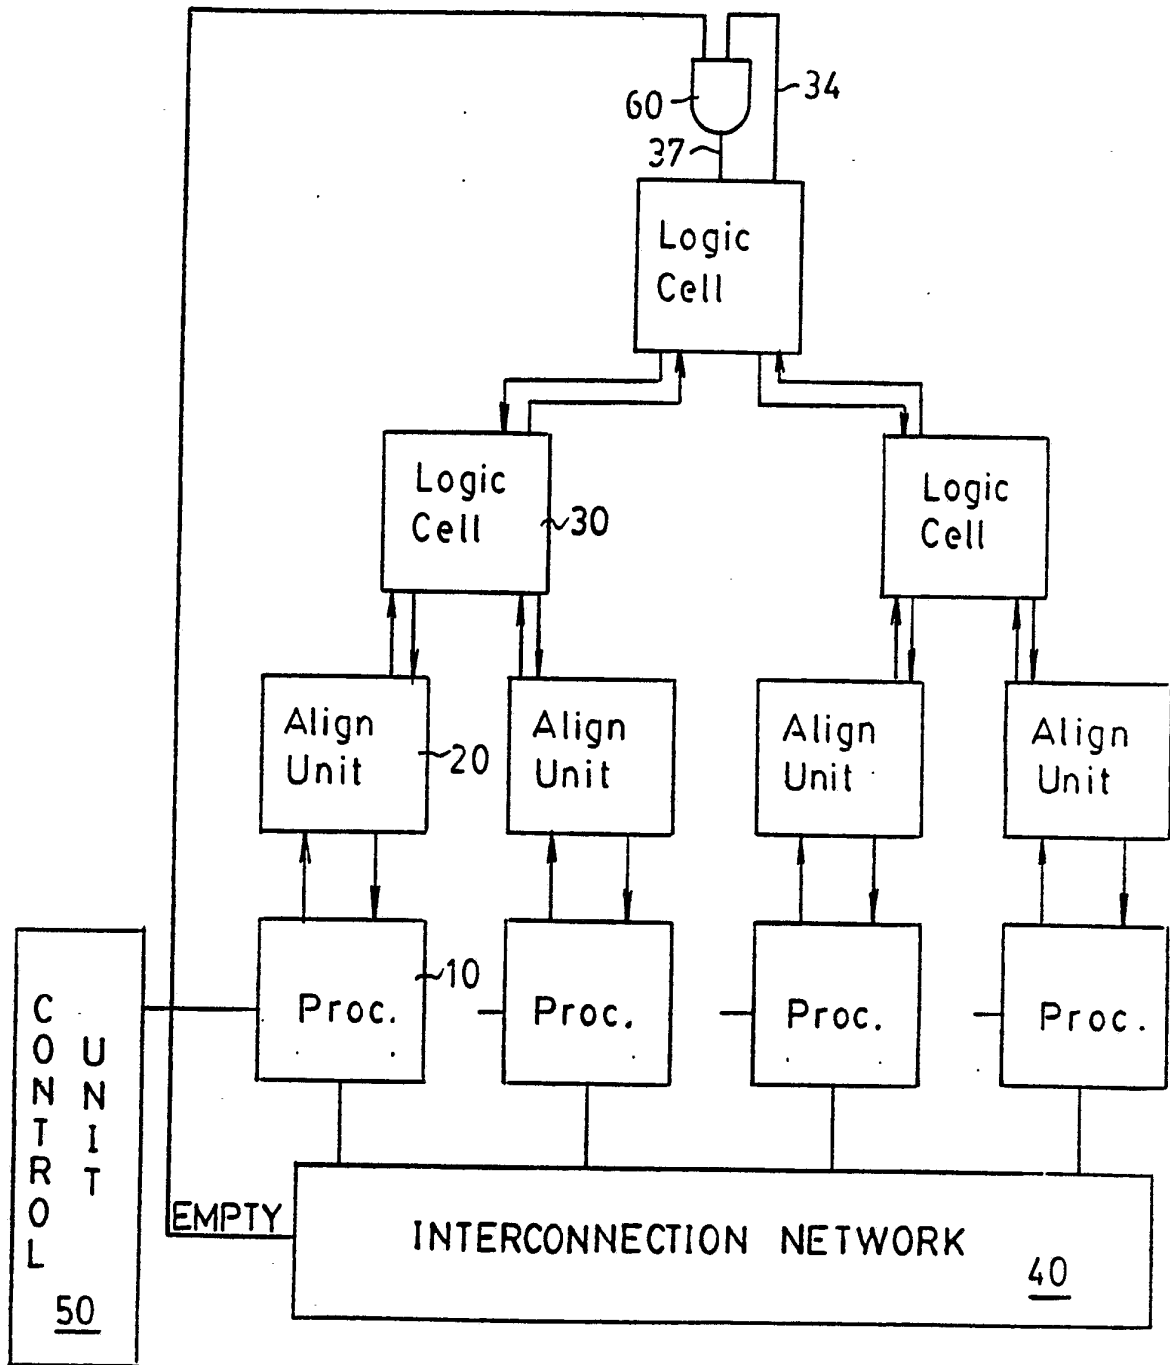 34
60
37
Logic
Cell
Logic
Cell
30
Logic
Cell
Align
Unit
20
Align
Unit
Align
Unit
Align
Unit
10
Proc.
Proc.
Proc.
Proc.
CONTROL
UNIT
50
EMPTY
INTERCONNECTION NETWORK
40